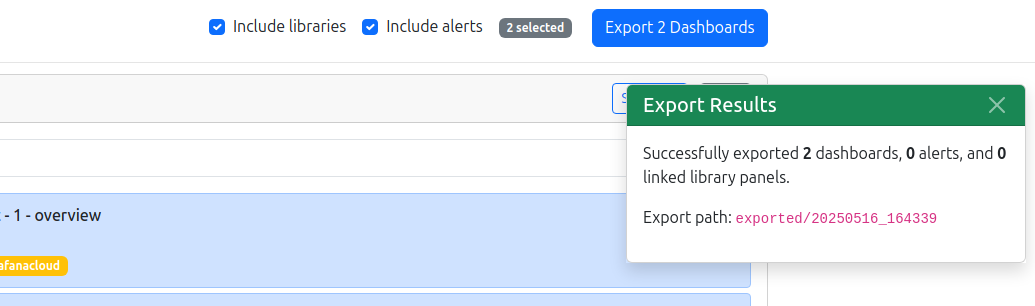 Include libraries Include alerts 2 selected Export 2 Dashboards
Export Results
Successfully exported 2 dashboards, 0 alerts, and 0
linked library panels.
Export path: exported/20250516_164339
- 1 - overview
afanacloud